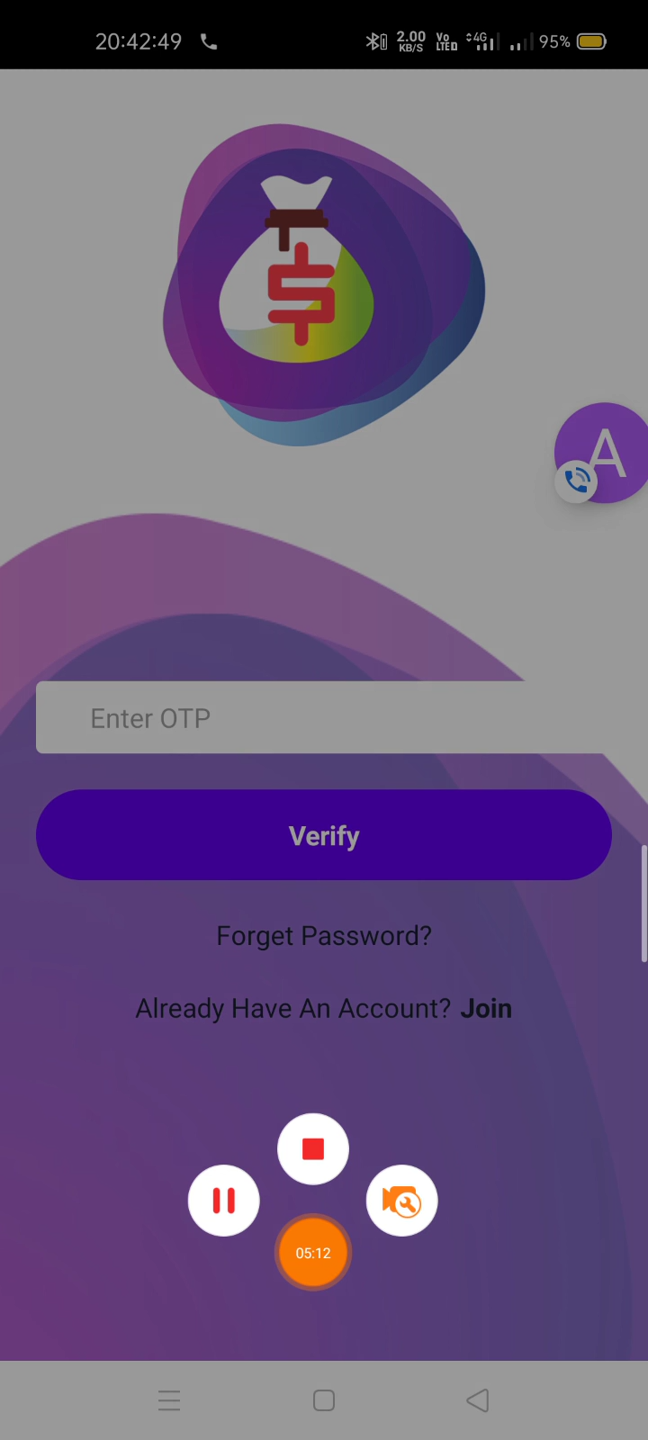 20:42:49
2.00 KB/S
Vo LTE
4G
95%
A
Enter OTP
Verify
Forget Password?
Already Have An Account? Join
05:12